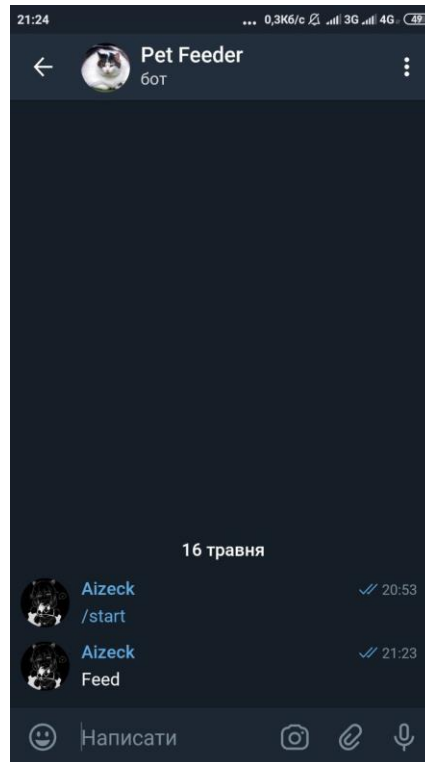 21:24
... 0,3Кб/с 3G 4G 49
Pet Feeder
бот
16 травня
Aizeck
20:53
/start
Aizeck
21:23
Feed
Написати